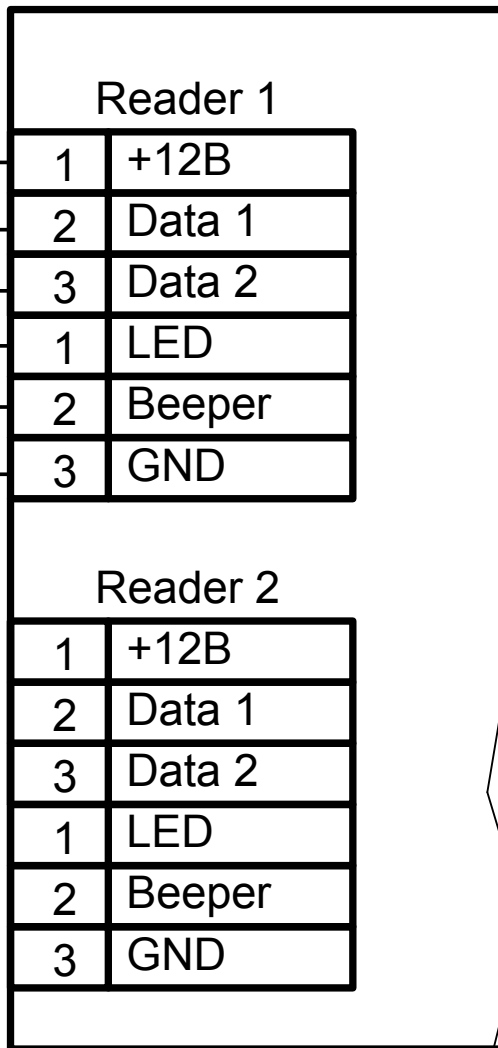 Reader 1
1 +12B
2 Data 1
3 Data 2
1 LED
2 Beeper
3 GND
Reader 2
1 +12B
2 Data 1
3 Data 2
1 LED
2 Beeper
3 GND